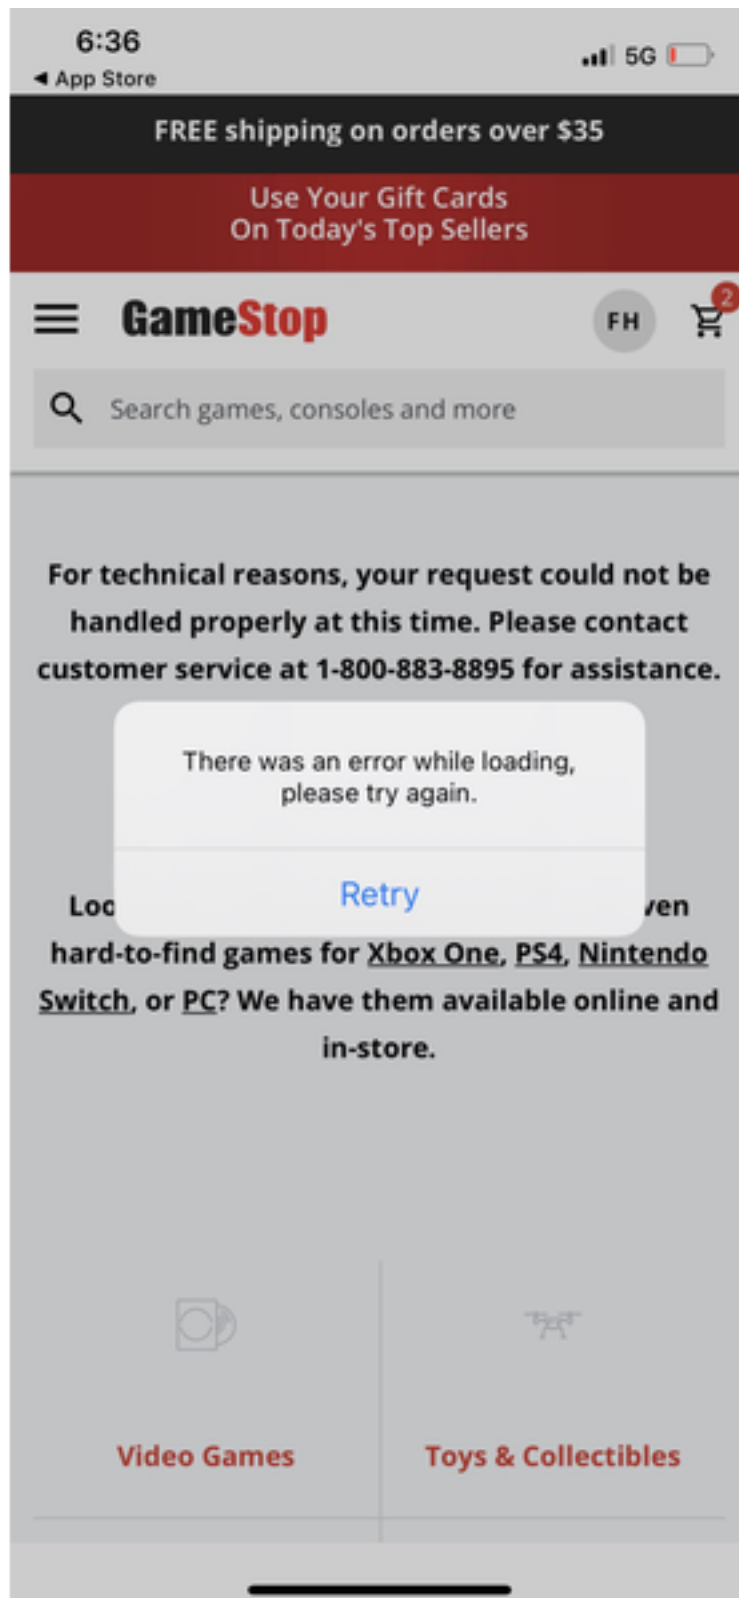 6:36
5G
◀ App Store
FREE shipping on orders over $35
Use Your Gift Cards
On Today's Top Sellers
GameStop
FH
2
Search games, consoles and more
For technical reasons, your request could not be
handled properly at this time. Please contact
customer service at 1-800-883-8895 for assistance.
There was an error while loading,
please try again.
Retry
hard-to-find games for Xbox One, PS4, Nintendo
Switch, or PC? We have them available online and
in-store.
Video Games
Toys & Collectibles